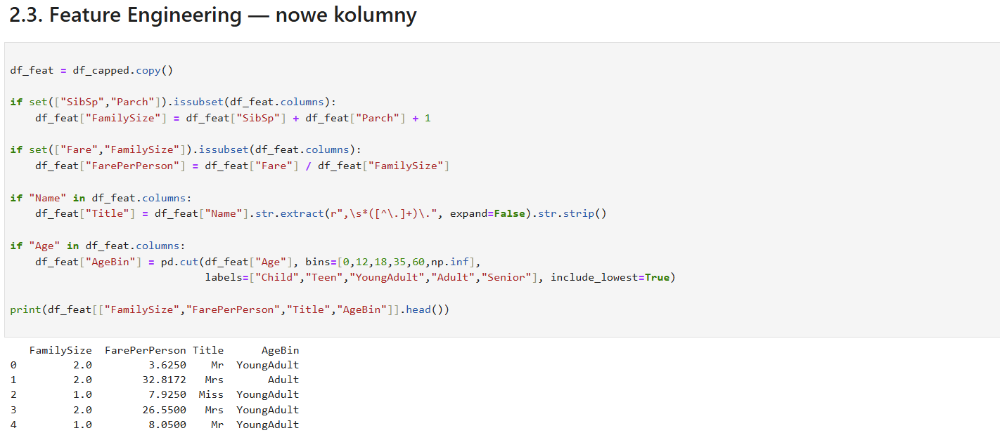 2.3. Feature Engineering — nowe kolumny
df_feat = df_capped.copy()
if set(["SibSp","Parch"]).issubset(df_feat.columns):
    df_feat["FamilySize"] = df_feat["SibSp"] + df_feat["Parch"] + 1
if set(["Fare","FamilySize"]).issubset(df_feat.columns):
    df_feat["FarePerPerson"] = df_feat["Fare"] / df_feat["FamilySize"]
if "Name" in df_feat.columns:
    df_feat["Title"] = df_feat["Name"].str.extract(r",\s*([^\.]+)\.", expand=False).str.strip()
if "Age" in df_feat.columns:
    df_feat["AgeBin"] = pd.cut(df_feat["Age"], bins=[0,12,18,35,60,np.inf],
                               labels=["Child","Teen","YoungAdult","Adult","Senior"], include_lowest=True)
print(df_feat[["FamilySize","FarePerPerson","Title","AgeBin"]].head())
   FamilySize  FarePerPerson Title      AgeBin
0         2.0         3.6250    Mr  YoungAdult
1         2.0        32.8172   Mrs       Adult
2         1.0         7.9250  Miss  YoungAdult
3         2.0        26.5500   Mrs  YoungAdult
4         1.0         8.0500    Mr  YoungAdult